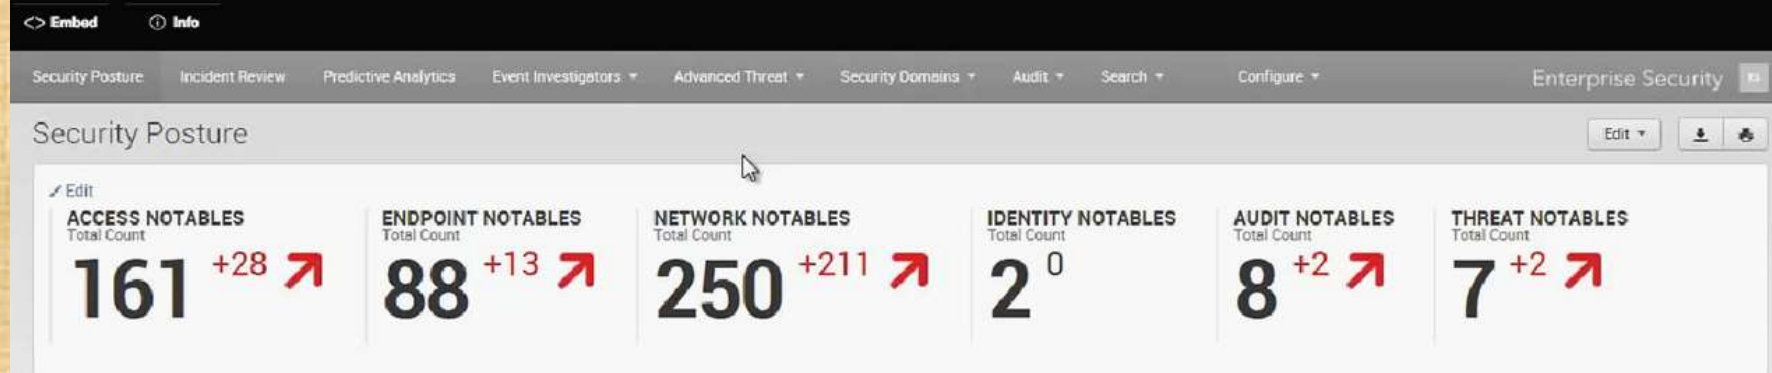 <> Embed Info
Security Posture Incident Review Predictive Analytics Event Investigators Advanced Threat Security Domains Audit Search Configure Enterprise Security
Security Posture Edit
Edit
ACCESS NOTABLES ENDPOINT NOTABLES NETWORK NOTABLES IDENTITY NOTABLES AUDIT NOTABLES THREAT NOTABLES
Total Count Total Count Total Count Total Count Total Count Total Count
161 +28 88 +13 250 +211 2 0 8 +2 7 +2